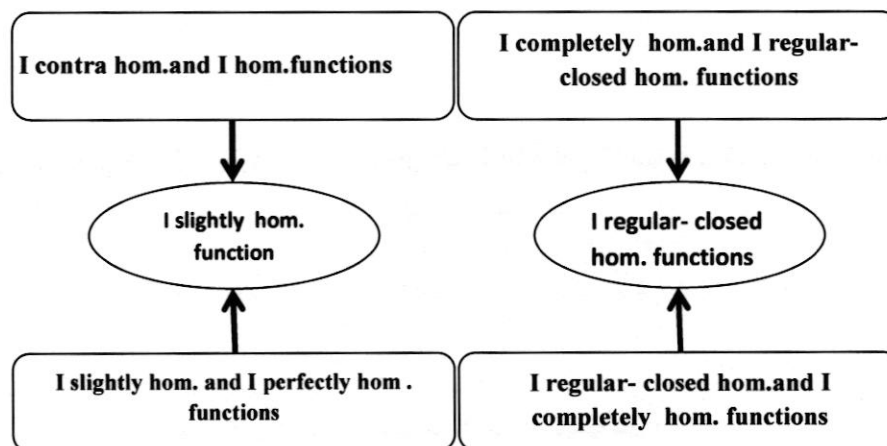 I contra hom.and I hom.functions
I completely hom.and I regular-
closed hom. functions
I slightly hom.
function
I regular- closed
hom. functions
I slightly hom. and I perfectly hom .
functions
I regular- closed hom.and I
completely hom. functions